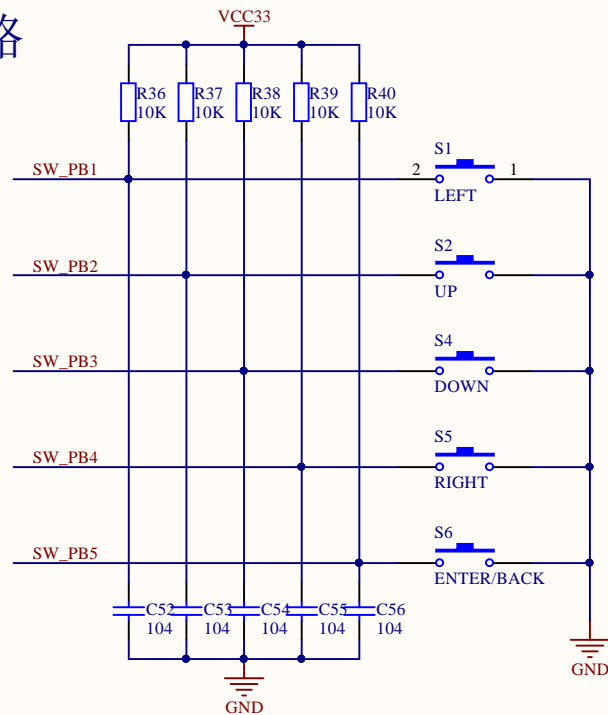 VCC33
路
R36 R37 R38 R39 R40
10K 10K 10K 10K 10K
S1
SW_PB1 2 1
LEFT
S2
SW_PB2
UP
S4
SW_PB3
DOWN
S5
SW_PB4
RIGHT
S6
SW_PB5
ENTER/BACK
C52 C53 C54 C55 C56
104 104 104 104 104
GND
GND